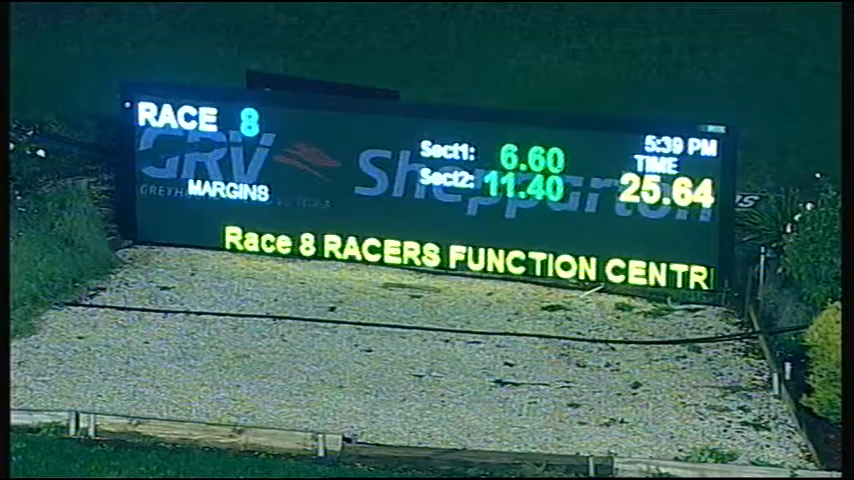 RACE 8
5:39 PM
Sect1: 6.60
TIME
Sect2: 11.40
25.64
GRV
Shepparton
MARGINS
Race 8 RACERS FUNCTION CENTR